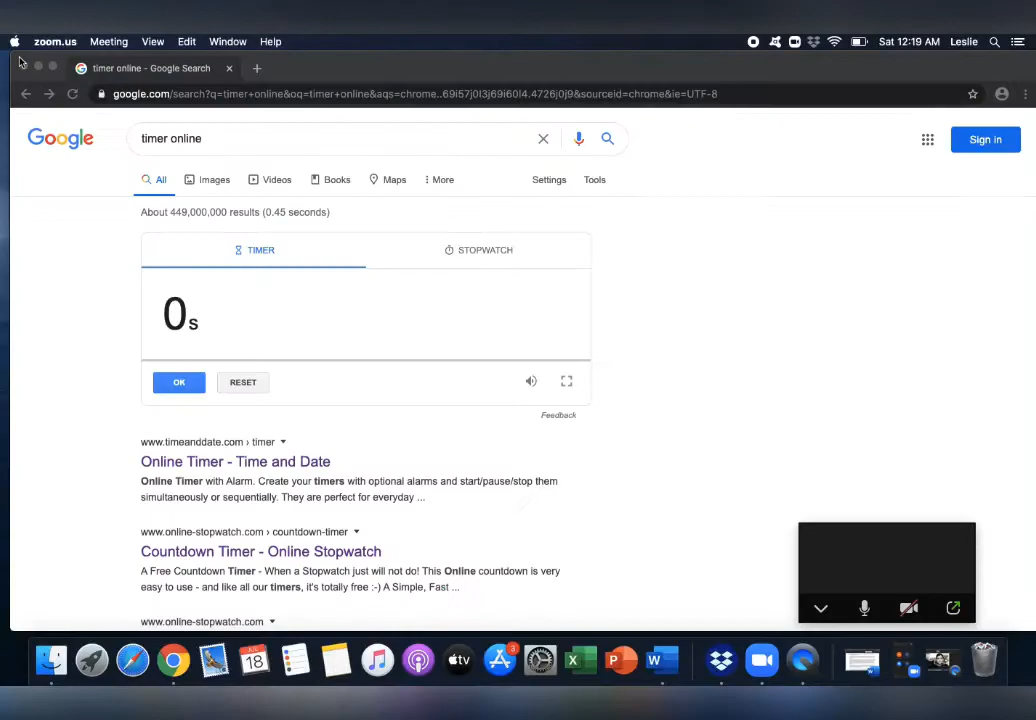 zoom.us Meeting View Edit Window Help Sat 12:19 AM Leslie
timer online - Google Search
google.com/search?q=timer+online&oq=timer+online&aqs=chrome..69i57j0l3j69i60l4.4726j0j9&sourceid=chrome&ie=UTF-8
Google timer online Sign in
All Images Videos Books Maps More Settings Tools
About 449,000,000 results (0.45 seconds)
TIMER STOPWATCH
0s
OK RESET
Feedback
www.timeanddate.com › timer
Online Timer - Time and Date
Online Timer with Alarm. Create your timers with optional alarms and start/pause/stop them
simultaneously or sequentially. They are perfect for everyday ...
www.online-stopwatch.com › countdown-timer
Countdown Timer - Online Stopwatch
A Free Countdown Timer - When a Stopwatch just will not do! This Online countdown is very
easy to use - and like all our timers, it's totally free :-) A Simple, Fast ...
www.online-stopwatch.com
18 tv 3 X P W